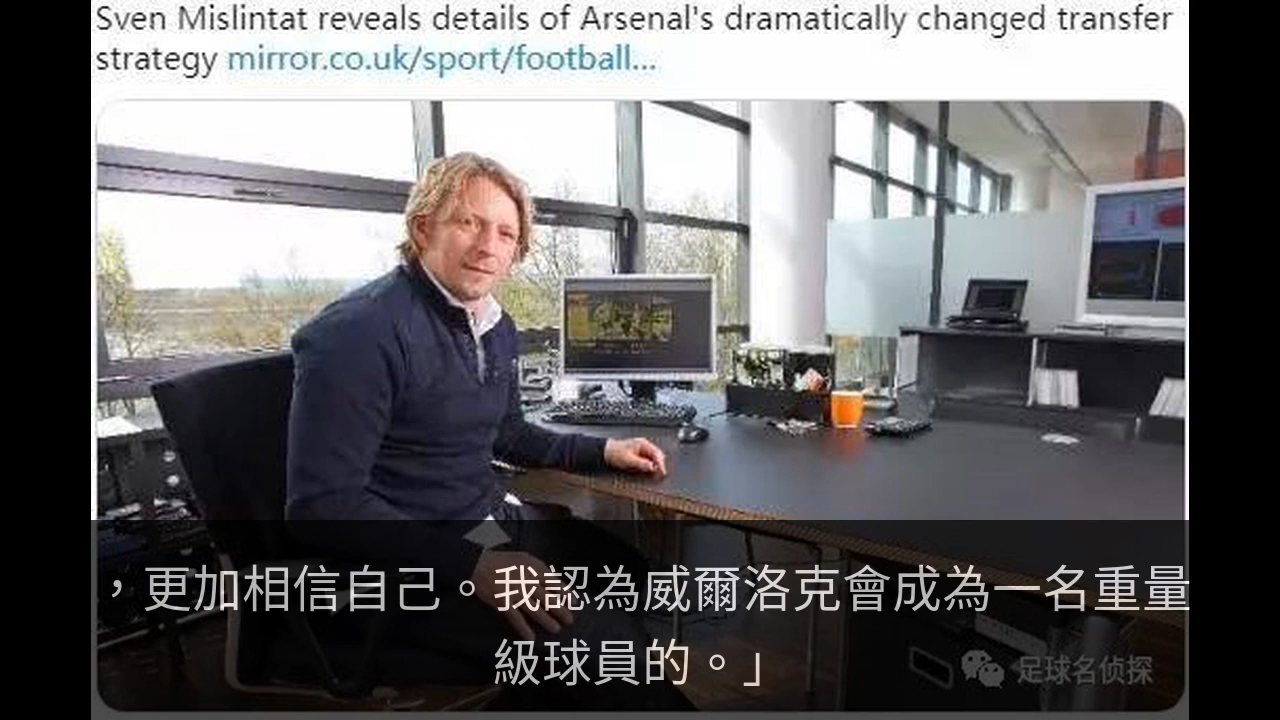 Sven Mislintat reveals details of Arsenal's dramatically changed transfer
strategy mirror.co.uk/sport/football...
，更加相信自己。我認為威爾洛克會成為一名重量
級球員的。」
足球名侦探